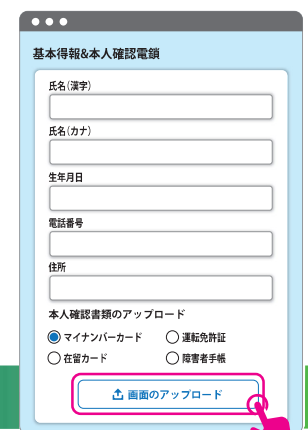 基本得報&本人確認電鎖
氏名(漢字)
氏名(カナ)
生年月日
電話番号
住所
本人確認書類のアップロード
マイナンバーカード 運転免許証
在留カード 障害者手帳
画面のアップロード